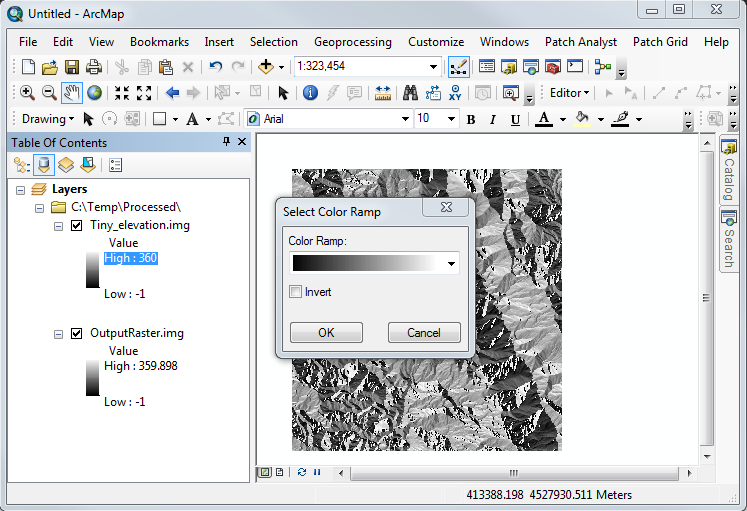 Untitled - ArcMap
File Edit View Bookmarks Insert Selection Geoprocessing Customize Windows Patch Analyst Patch Grid Help
1:323,454
Editor
Drawing Arial 10 B I U A
Table Of Contents
Layers
C:\Temp\Processed\
Tiny_elevation.img
Value
High : 360
Low : -1
OutputRaster.img
Value
High : 359.898
Low : -1
Select Color Ramp
Color Ramp:
Invert
OK Cancel
Catalog
Search
413388.198 4527930.511 Meters